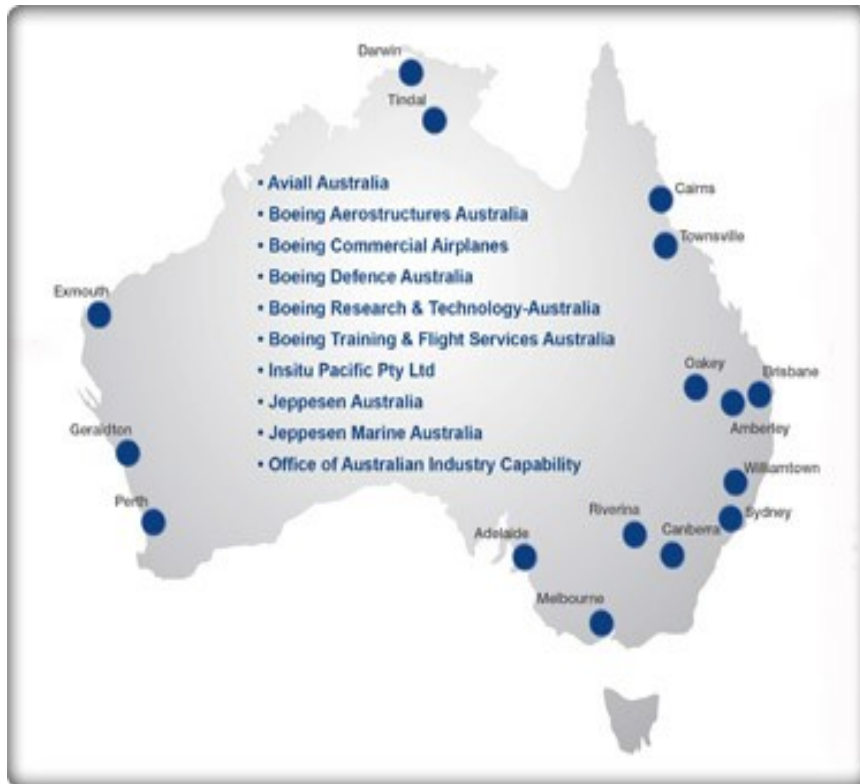 Darwin
Tindal
• Aviall Australia
Cairns
• Boeing Aerostructures Australia
Townsville
• Boeing Commercial Airplanes
• Boeing Defence Australia
Exmouth
• Boeing Research & Technology-Australia
• Boeing Training & Flight Services Australia
• Insitu Pacific Pty Ltd
Oakey
Brisbane
• Jeppesen Australia
Amberley
Geraldton
• Jeppesen Marine Australia
• Office of Australian Industry Capability
Williamtown
Perth
Riverina
Sydney
Adelaide
Canberra
Melbourne